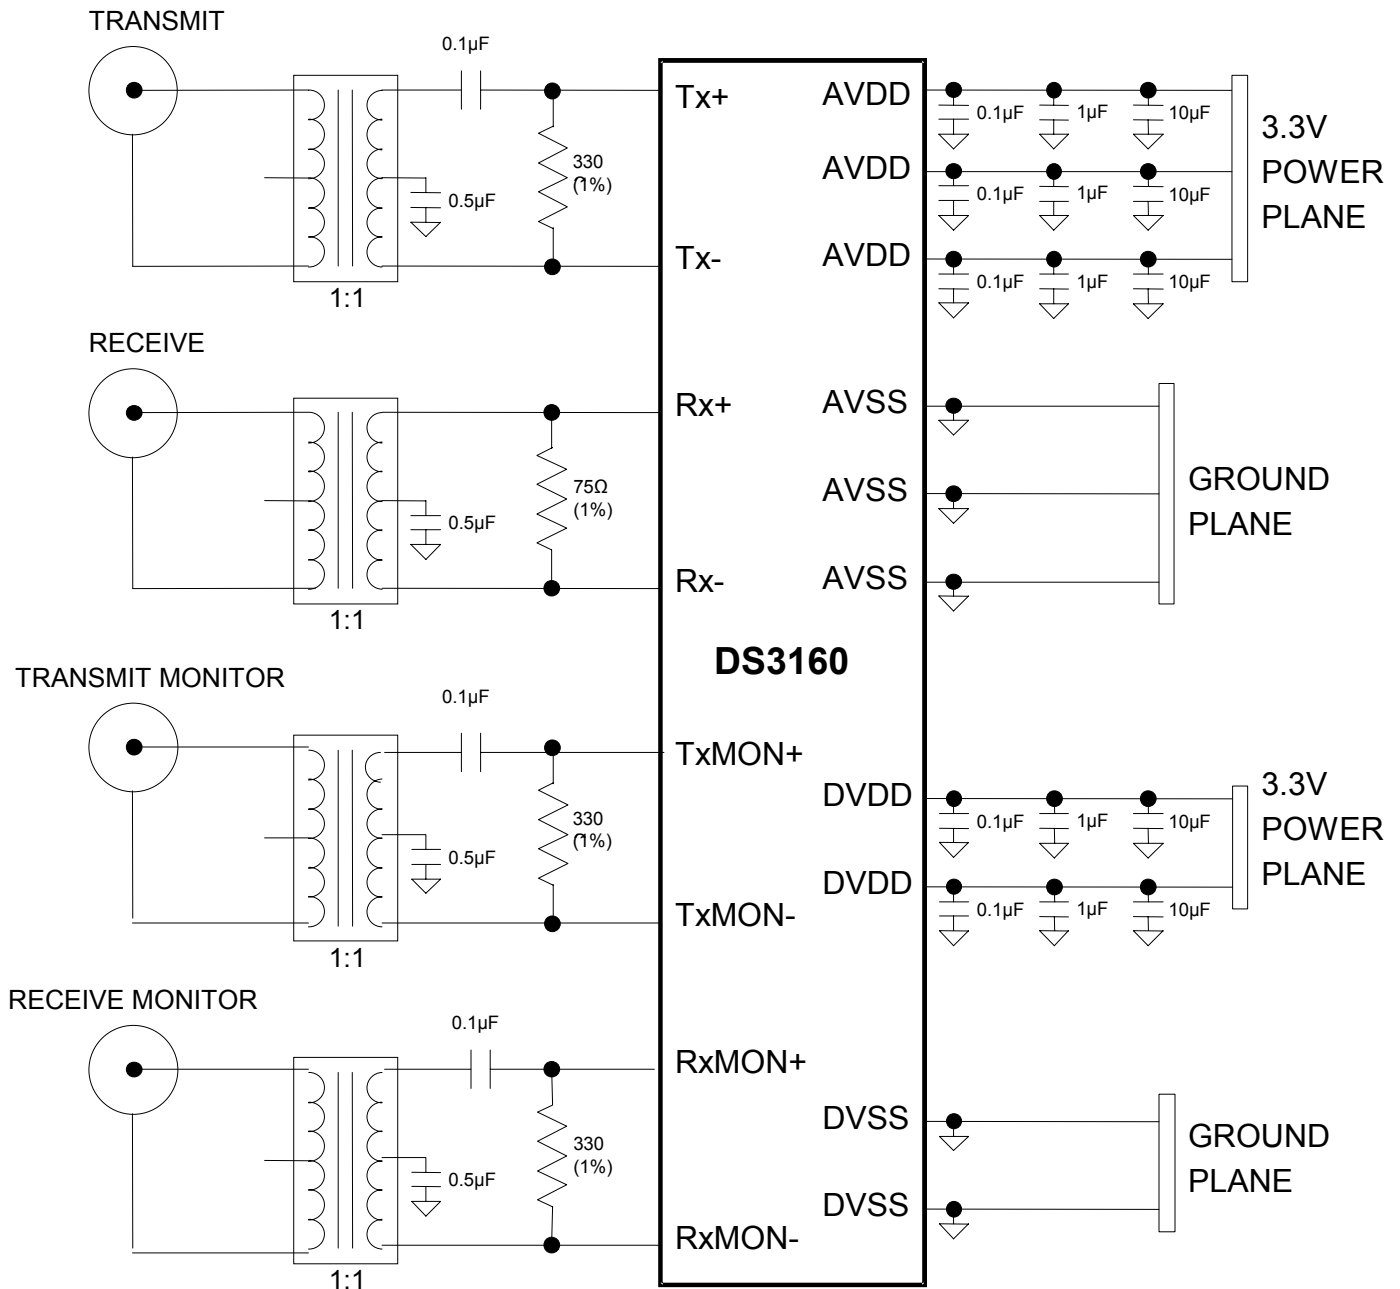 TRANSMIT
0.1µF
330
(1%)
0.5µF
1:1
RECEIVE
75Ω
(1%)
0.5µF
1:1
TRANSMIT MONITOR
0.1µF
330
(1%)
0.5µF
1:1
RECEIVE MONITOR
0.1µF
330
(1%)
0.5µF
1:1
Tx+
Tx-
Rx+
Rx-
DS3160
TxMON+
TxMON-
RxMON+
RxMON-
AVDD
AVDD
AVDD
AVSS
AVSS
AVSS
DVDD
DVDD
DVSS
DVSS
0.1µF 1µF 10µF
0.1µF 1µF 10µF
0.1µF 1µF 10µF
3.3V
POWER
PLANE
GROUND
PLANE
0.1µF 1µF 10µF
0.1µF 1µF 10µF
3.3V
POWER
PLANE
GROUND
PLANE